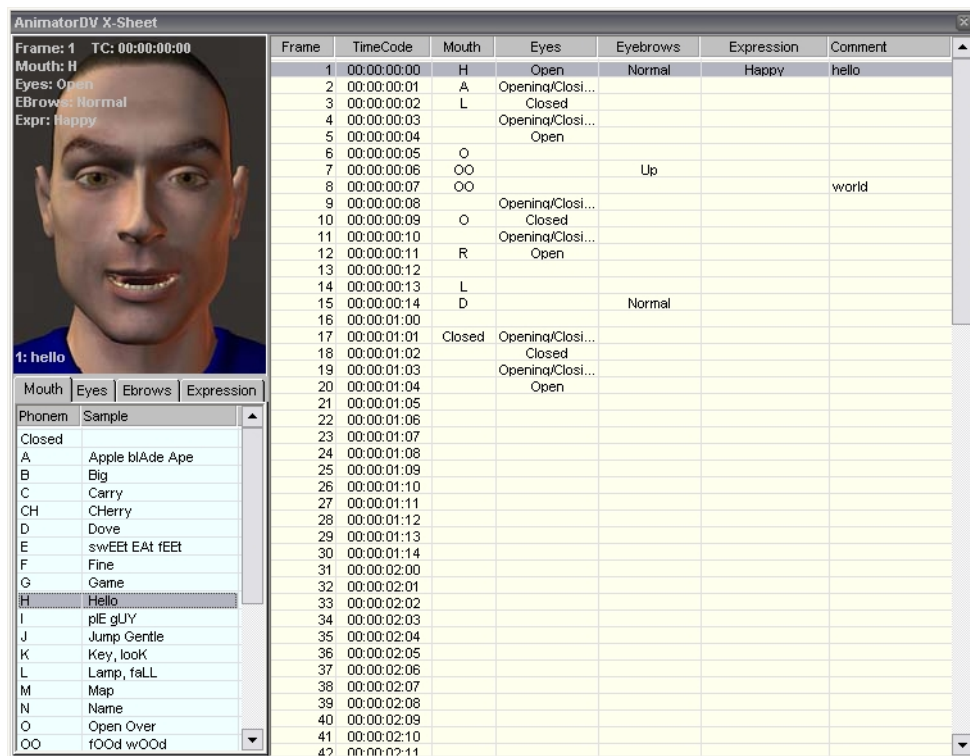 AnimatorDV X-Sheet
Frame: 1 TC: 00:00:00:00
Mouth: H
Eyes: Open
EBrows: Normal
Expr: Happy
1: hello
Mouth Eyes Ebrows Expression
Phonem Sample
Closed
A Apple blAde Ape
B Big
C Carry
CH CHerry
D Dove
E swEEt EAt fEEt
F Fine
G Game
H Hello
I pIE gUY
J Jump Gentle
K Key, looK
L Lamp, faLL
M Map
N Name
O Open Over
OO fOOd wOOd
Frame TimeCode Mouth Eyes Eyebrows Expression Comment
1 00:00:00:00 H Open Normal Happy hello
2 00:00:00:01 A Opening/Closi...
3 00:00:00:02 L Closed
4 00:00:00:03 Opening/Closi...
5 00:00:00:04 Open
6 00:00:00:05 O
7 00:00:00:06 OO Up
8 00:00:00:07 OO world
9 00:00:00:08 Opening/Closi...
10 00:00:00:09 O Closed
11 00:00:00:10 Opening/Closi...
12 00:00:00:11 R Open
13 00:00:00:12
14 00:00:00:13 L
15 00:00:00:14 D Normal
16 00:00:01:00
17 00:00:01:01 Closed Opening/Closi...
18 00:00:01:02 Closed
19 00:00:01:03 Opening/Closi...
20 00:00:01:04 Open
21 00:00:01:05
22 00:00:01:06
23 00:00:01:07
24 00:00:01:08
25 00:00:01:09
26 00:00:01:10
27 00:00:01:11
28 00:00:01:12
29 00:00:01:13
30 00:00:01:14
31 00:00:02:00
32 00:00:02:01
33 00:00:02:02
34 00:00:02:03
35 00:00:02:04
36 00:00:02:05
37 00:00:02:06
38 00:00:02:07
39 00:00:02:08
40 00:00:02:09
41 00:00:02:10
42 00:00:02:11